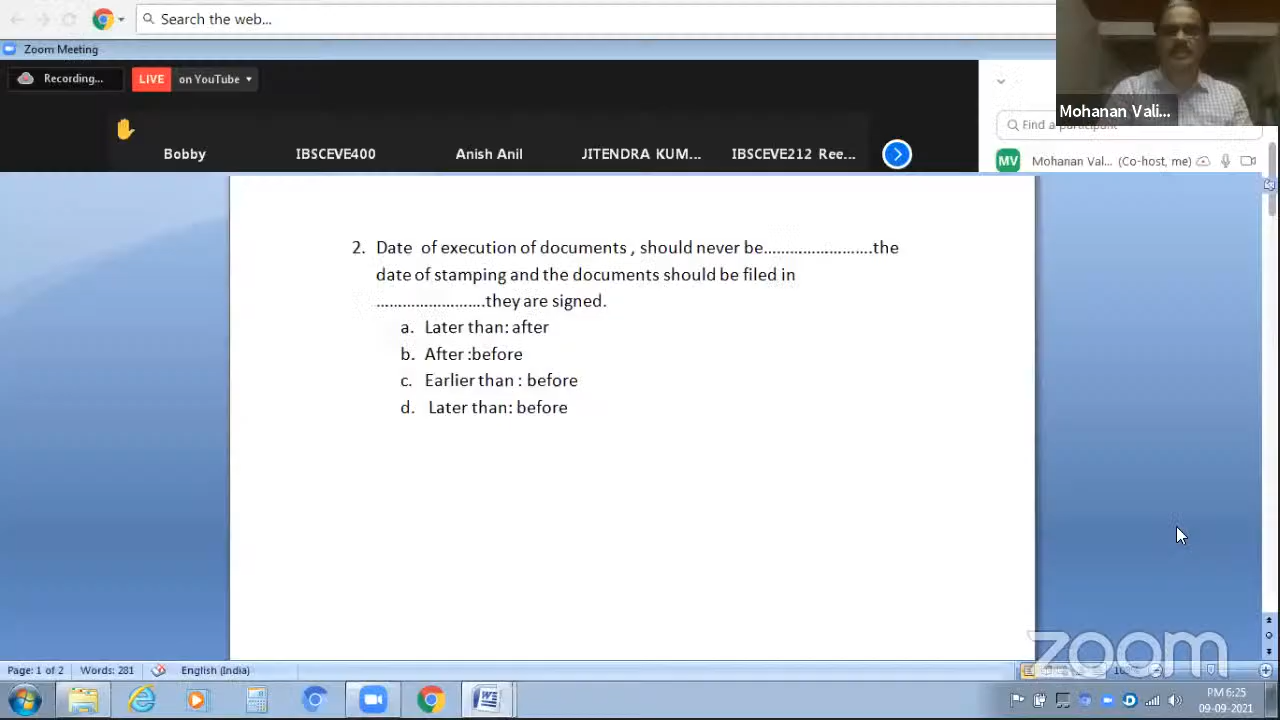 Search the web...
Zoom Meeting
Recording...
LIVE on YouTube
Mohanan Vali...
Find a participant
Bobby
IBSCEVE400
Anish Anil
JITENDRA KUM...
IBSCEVE212 Ree...
MV Mohanan Val... (Co-host, me)
2. Date of execution of documents , should never be........................the
date of stamping and the documents should be filed in
........................they are signed.
a. Later than: after
b. After :before
c. Earlier than : before
d. Later than: before
zoom
Page: 1 of 2 Words: 281 English (India)
PM 6:25
09-09-2021